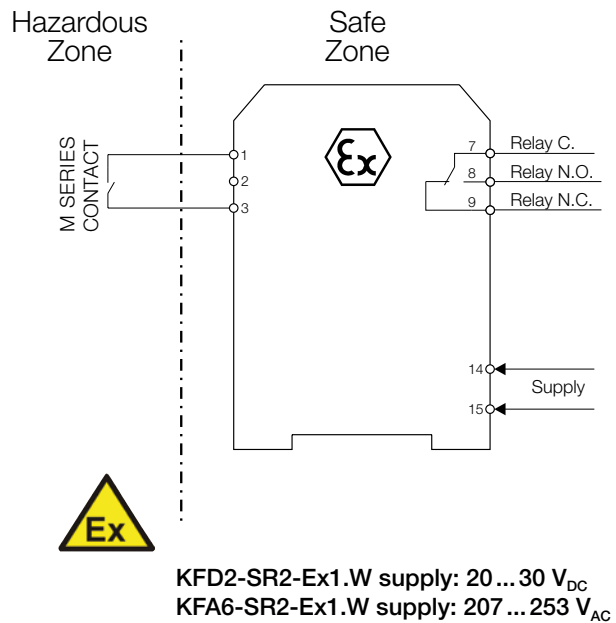 Hazardous
Zone
Safe
Zone
M SERIES
CONTACT
1
2
3
Ex
7
8
9
Relay C.
Relay N.O.
Relay N.C.
14
15
Supply
Ex
KFD2-SR2-Ex1.W supply: 20...30 VDC
KFA6-SR2-Ex1.W supply: 207...253 VAC